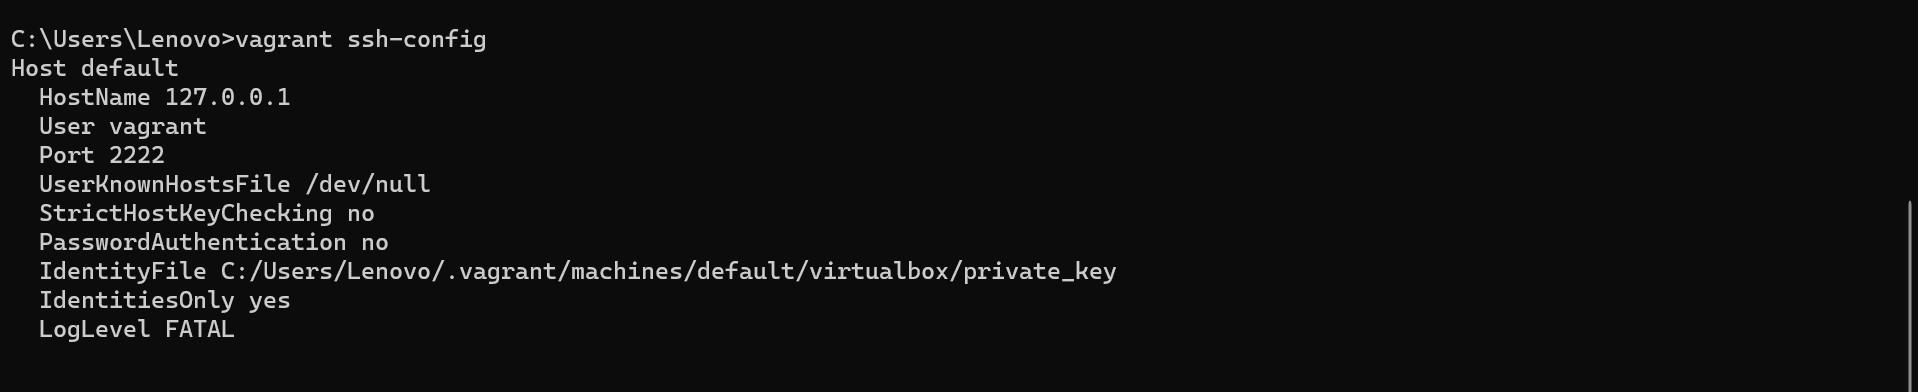 C:\Users\Lenovo>vagrant ssh-config
Host default
  HostName 127.0.0.1
  User vagrant
  Port 2222
  UserKnownHostsFile /dev/null
  StrictHostKeyChecking no
  PasswordAuthentication no
  IdentityFile C:/Users/Lenovo/.vagrant/machines/default/virtualbox/private_key
  IdentitiesOnly yes
  LogLevel FATAL